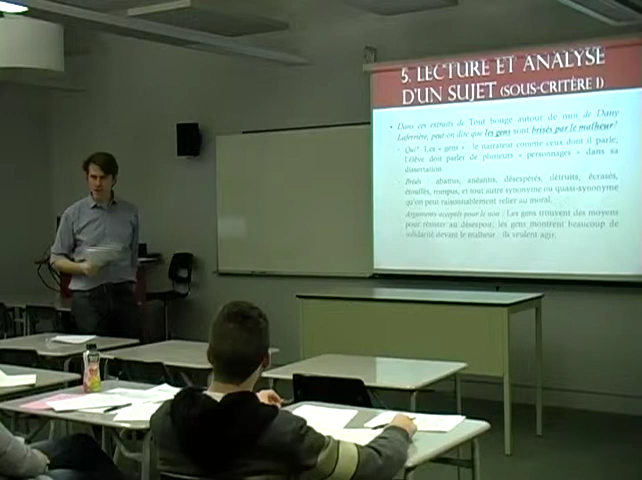 5. LECTURE ET ANALYSE
D'UN SUJET (SOUS-CRITÈRE I)
• Dans ces extraits de Tout bouge autour de moi de Dany
Laferrière, peut-on dire que les gens sont brisés par le malheur?
Qui? Les « gens » : le narrateur comme ceux dont il parle,
l'élève doit parler de plusieurs « personnages » dans sa
dissertation.
Brisés : abattus, anéantis, désespérés, détruits, écrasés,
étouffés, rompus, et tout autre synonyme ou quasi-synonyme
qu'on peut raisonnablement relier au moral.
Arguments acceptés pour le non : Les gens trouvent des moyens
pour résister au désespoir, les gens montrent beaucoup de
solidarité devant le malheur ; ils veulent agir.